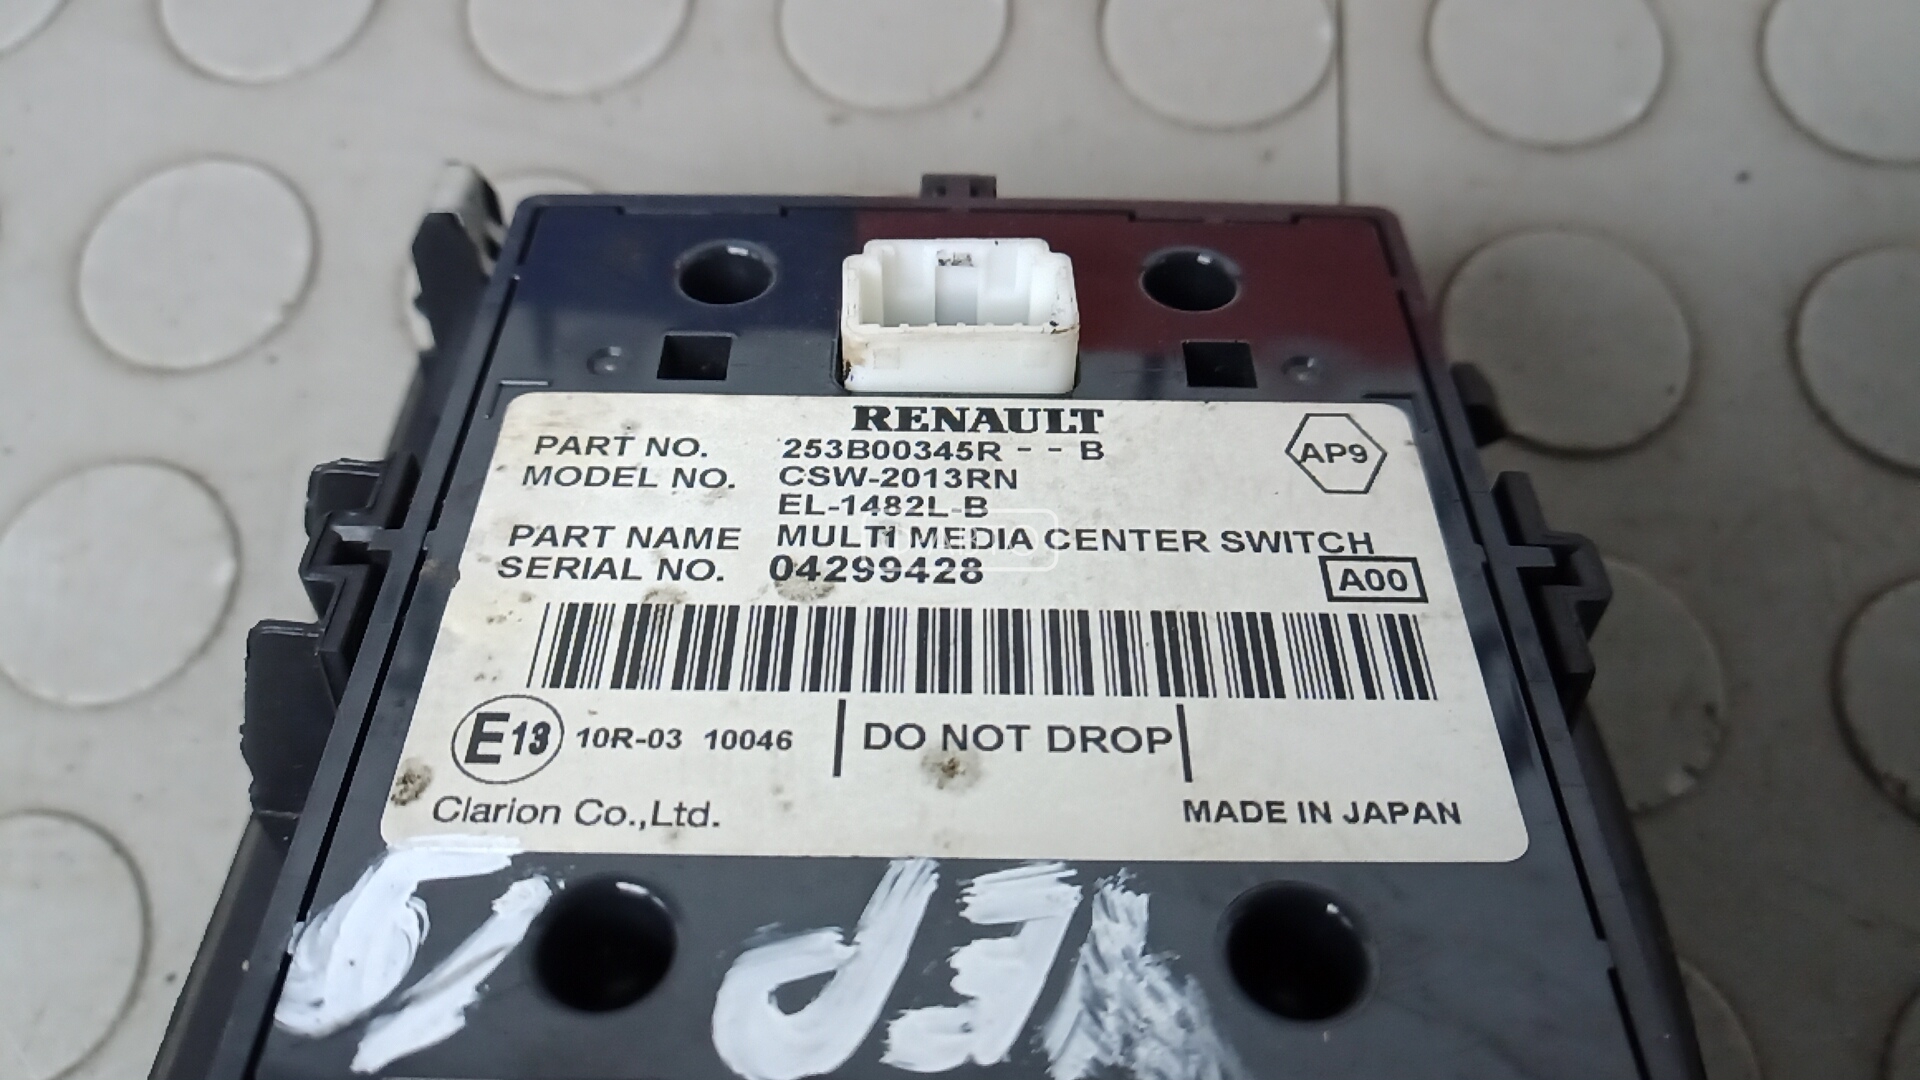 RENAULT
PART NO. 253B00345R - - B
AP9
MODEL NO. CSW-2013RN
EL-1482L-B
PART NAME MULTI MEDIA CENTER SWITCH
SERIAL NO. 04299428
A00
E13 10R-03 10046 DO NOT DROP
Clarion Co.,Ltd. MADE IN JAPAN